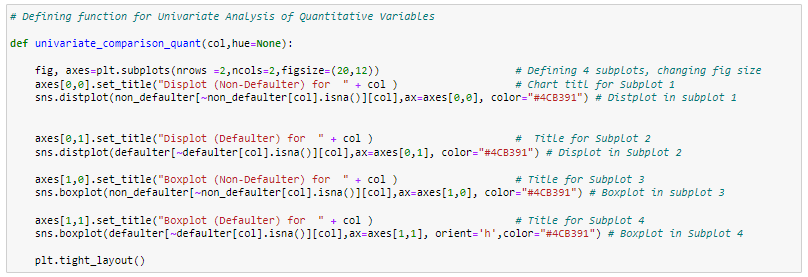 # Defining function for Univariate Analysis of Quantitative Variables
def univariate_comparison_quant(col,hue=None):
fig, axes=plt.subplots(nrows =2,ncols=2,figsize=(20,12)) # Defining 4 subplots, changing fig size
axes[0,0].set_title("Displot (Non-Defaulter) for " + col ) # Chart titl for Subplot 1
sns.distplot(non_defaulter[~non_defaulter[col].isna()][col],ax=axes[0,0], color="#4CB391") # Distplot in subplot 1
axes[0,1].set_title("Displot (Defaulter) for " + col ) # Title for Subplot 2
sns.distplot(defaulter[~defaulter[col].isna()][col],ax=axes[0,1], color="#4CB391") # Displot in Subplot 2
axes[1,0].set_title("Boxplot (Non-Defaulter) for " + col ) # Title for Subplot 3
sns.boxplot(non_defaulter[~non_defaulter[col].isna()][col],ax=axes[1,0], color="#4CB391") # Boxplot in subplot 3
axes[1,1].set_title("Boxplot (Defaulter) for " + col ) # Title for Subplot 4
sns.boxplot(defaulter[~defaulter[col].isna()][col],ax=axes[1,1], orient='h',color="#4CB391") # Boxplot in Subplot 4
plt.tight_layout()